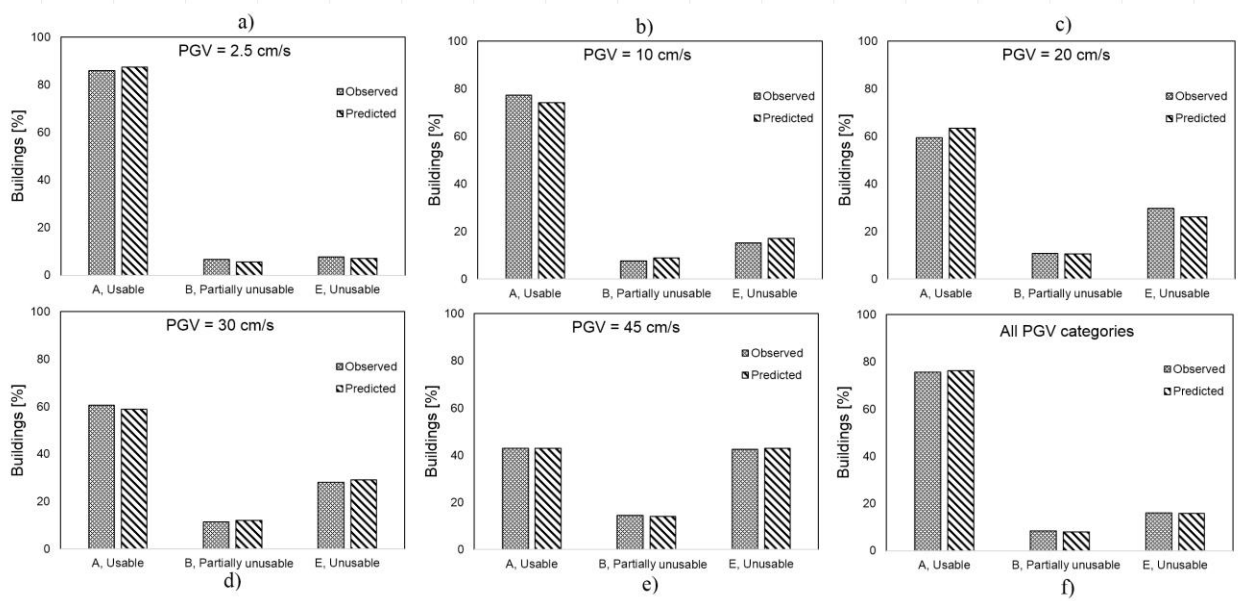 a)
PGV = 2.5 cm/s
Observed
Predicted
Buildings [%]
100
80
60
40
20
0
A, Usable
B, Partially unusable
E, Unusable
b)
PGV = 10 cm/s
Observed
Predicted
Buildings [%]
100
80
60
40
20
0
A, Usable
B, Partially unusable
E, Unusable
c)
PGV = 20 cm/s
Observed
Predicted
Buildings [%]
100
80
60
40
20
0
A, Usable
B, Partially unusable
E, Unusable
PGV = 30 cm/s
Observed
Predicted
Buildings [%]
100
80
60
40
20
0
A, Usable
B, Partially unusable
E, Unusable
d)
PGV = 45 cm/s
Observed
Predicted
Buildings [%]
100
80
60
40
20
0
A, Usable
B, Partially unusable
E, Unusable
e)
All PGV categories
Observed
Predicted
Buildings [%]
100
80
60
40
20
0
A, Usable
B, Partially unusable
E, Unusable
f)